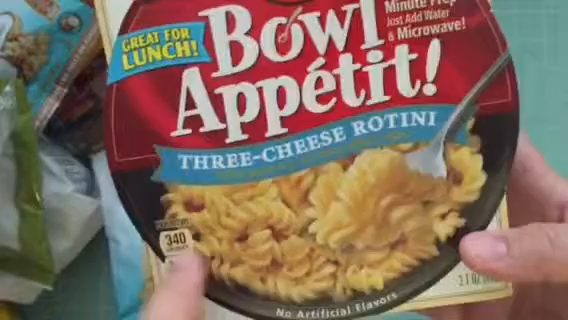 Minute Prep
Just Add Water
& Microwave!
GREAT FOR
LUNCH!
Bowl
Appétit!
THREE-CHEESE ROTINI
340
No Artificial Flavors